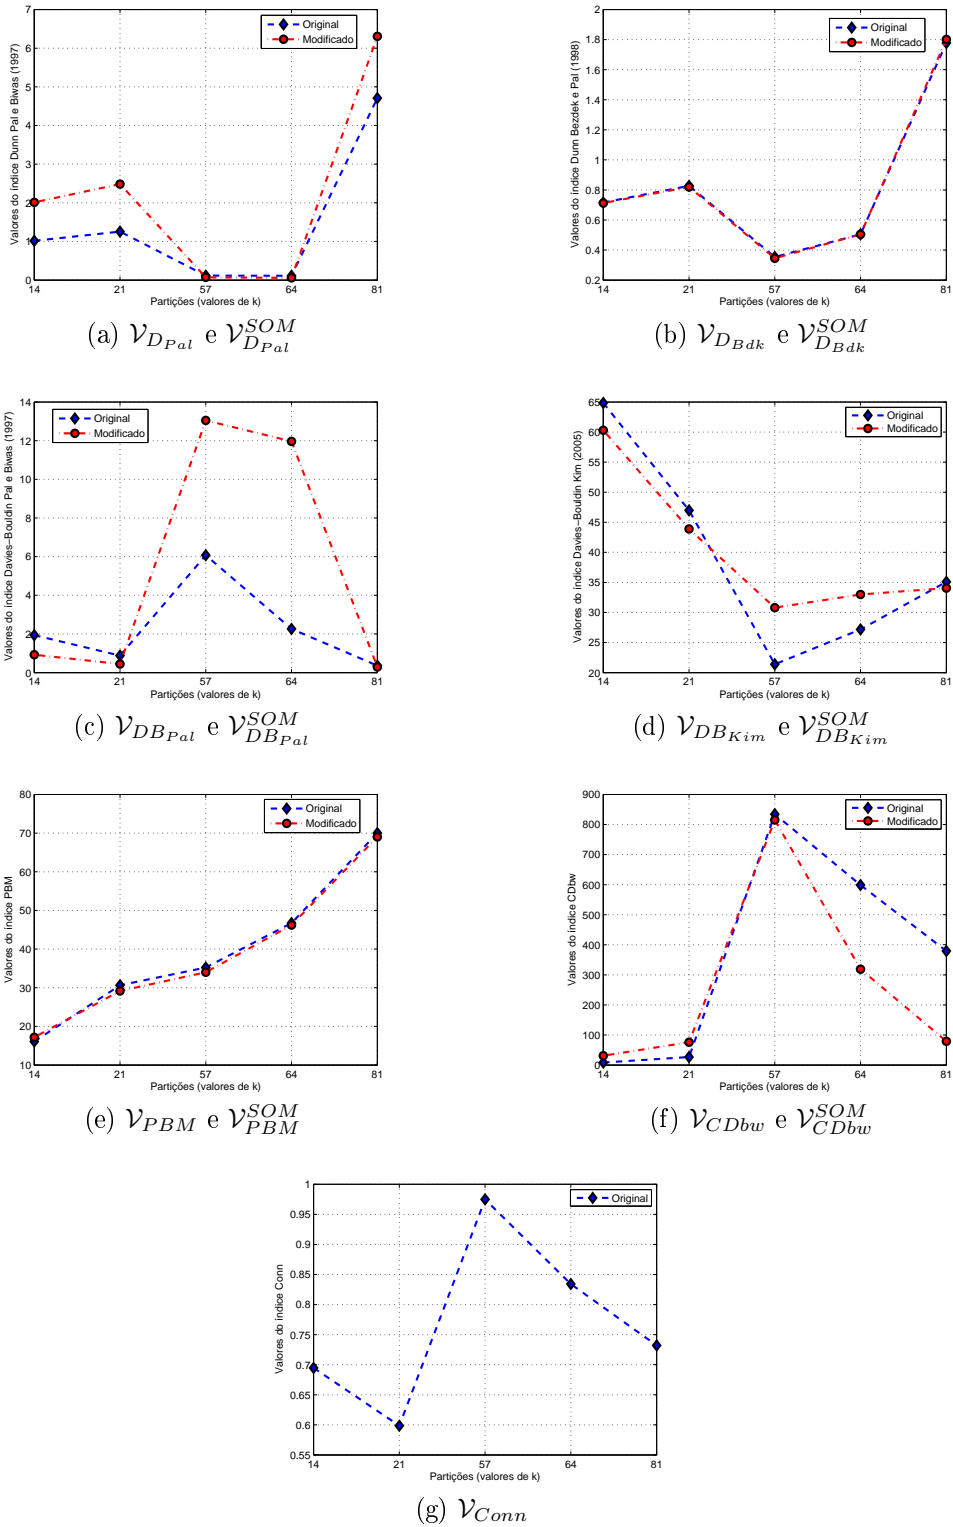 Valores do índice Dunn Pal e Biwas (1997)
7
6
5
4
3
2
1
0
Original
Modificado
14 21 57 64 81
Partições (valores de k)
(a) V_{D_{Pal}} e V^{SOM}_{D_{Pal}}
Valores do índice Dunn Bezdek e Pal (1998)
2
1.8
1.6
1.4
1.2
1
0.8
0.6
0.4
0.2
Original
Modificado
14 21 57 64 81
Partições (valores de k)
(b) V_{D_{Bdk}} e V^{SOM}_{D_{Bdk}}
Valores do índice Davies−Bouldin Pal e Biwas (1997)
14
12
10
8
6
4
2
0
Original
Modificado
14 21 57 64 81
Partições (valores de k)
(c) V_{DB_{Pal}} e V^{SOM}_{DB_{Pal}}
Valores do índice Davies−Bouldin Kim (2005)
65
60
55
50
45
40
35
30
25
20
Original
Modificado
14 21 57 64 81
Partições (valores de k)
(d) V_{DB_{Kim}} e V^{SOM}_{DB_{Kim}}
Valores do índice PBM
80
70
60
50
40
30
20
10
Original
Modificado
14 21 57 64 81
Partições (valores de k)
(e) V_{PBM} e V^{SOM}_{PBM}
Valores do índice CDbw
900
800
700
600
500
400
300
200
100
0
Original
Modificado
14 21 57 64 81
Partições (valores de k)
(f) V_{CDbw} e V^{SOM}_{CDbw}
Valores do índice Conn
1
0.95
0.9
0.85
0.8
0.75
0.7
0.65
0.6
0.55
Original
14 21 57 64 81
Partições (valores de k)
(g) V_{Conn}